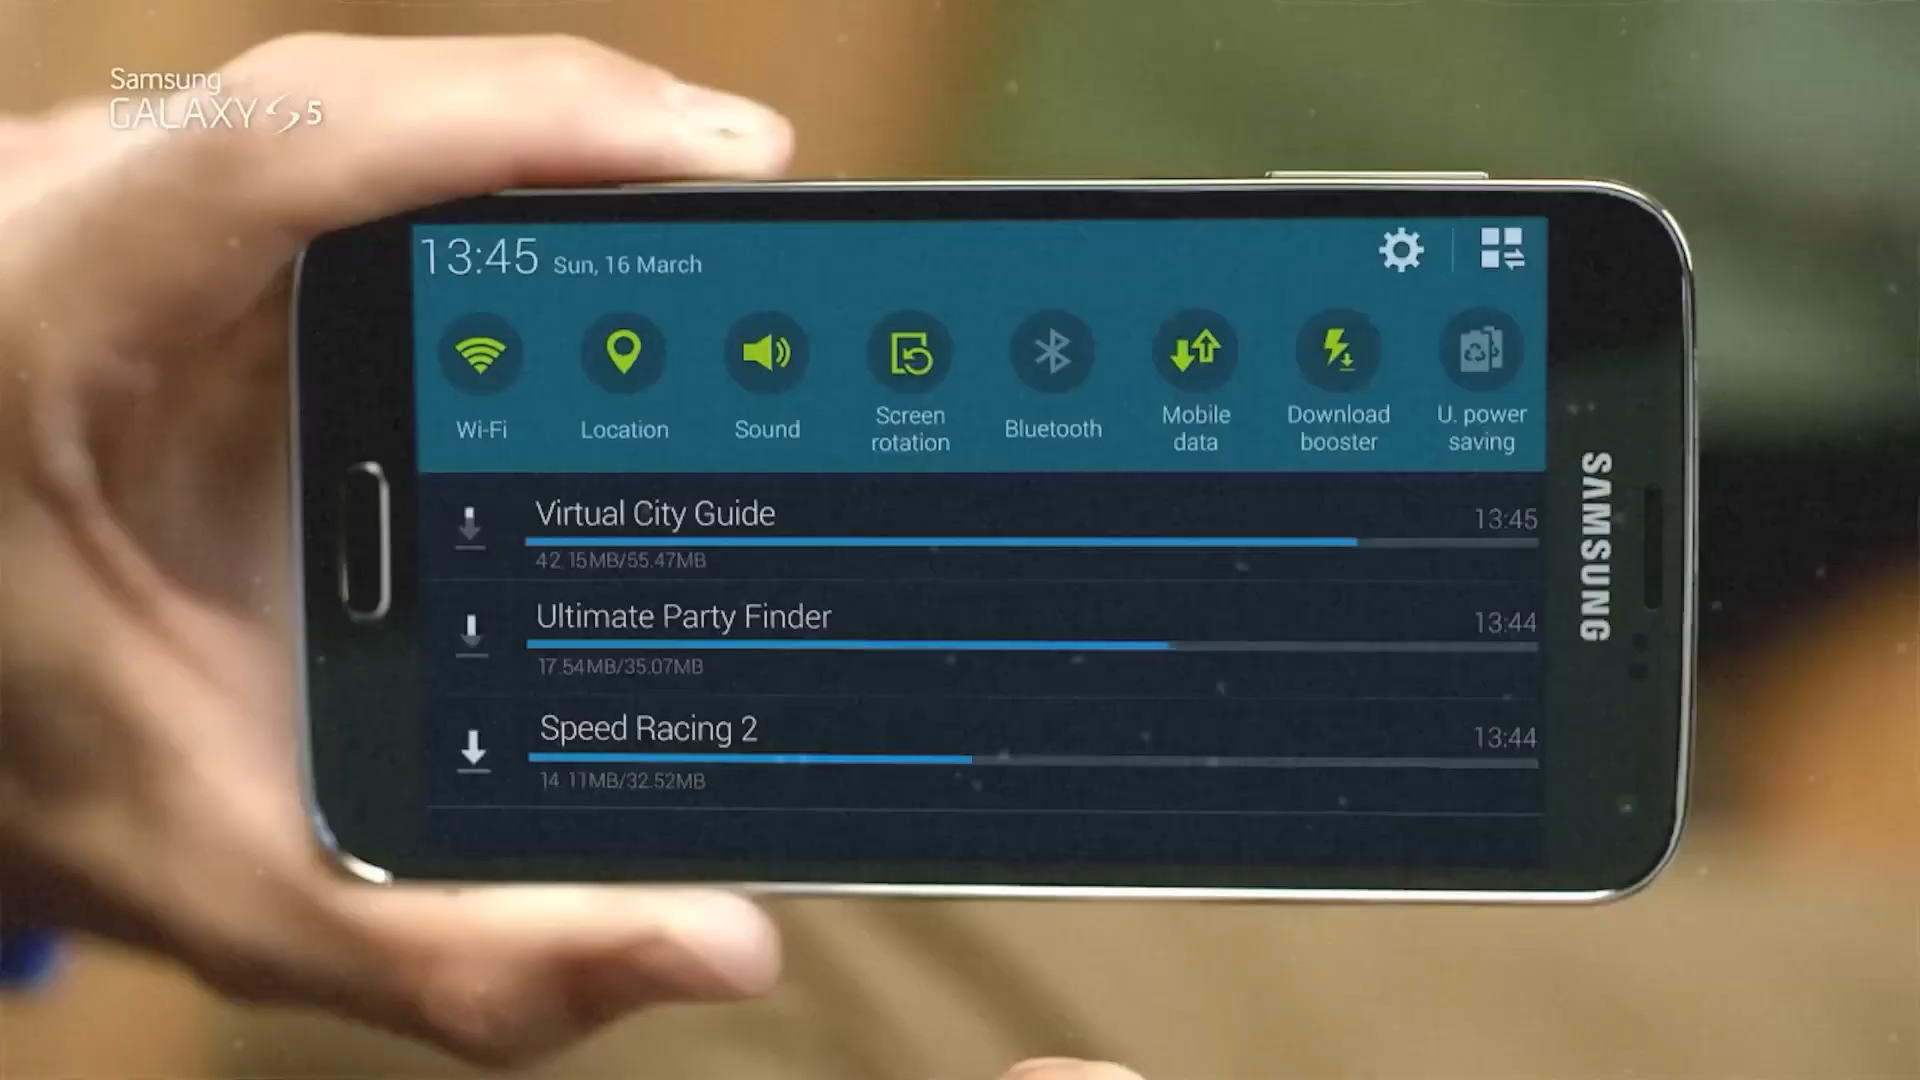 Samsung
GALAXY S5
13:45 Sun, 16 March
Wi-Fi
Location
Sound
Screen
rotation
Bluetooth
Mobile
data
Download
booster
U. power
saving
Virtual City Guide
13:45
42.15MB/55.47MB
Ultimate Party Finder
13:44
17.54MB/35.07MB
Speed Racing 2
13:44
14.11MB/32.52MB
SAMSUNG